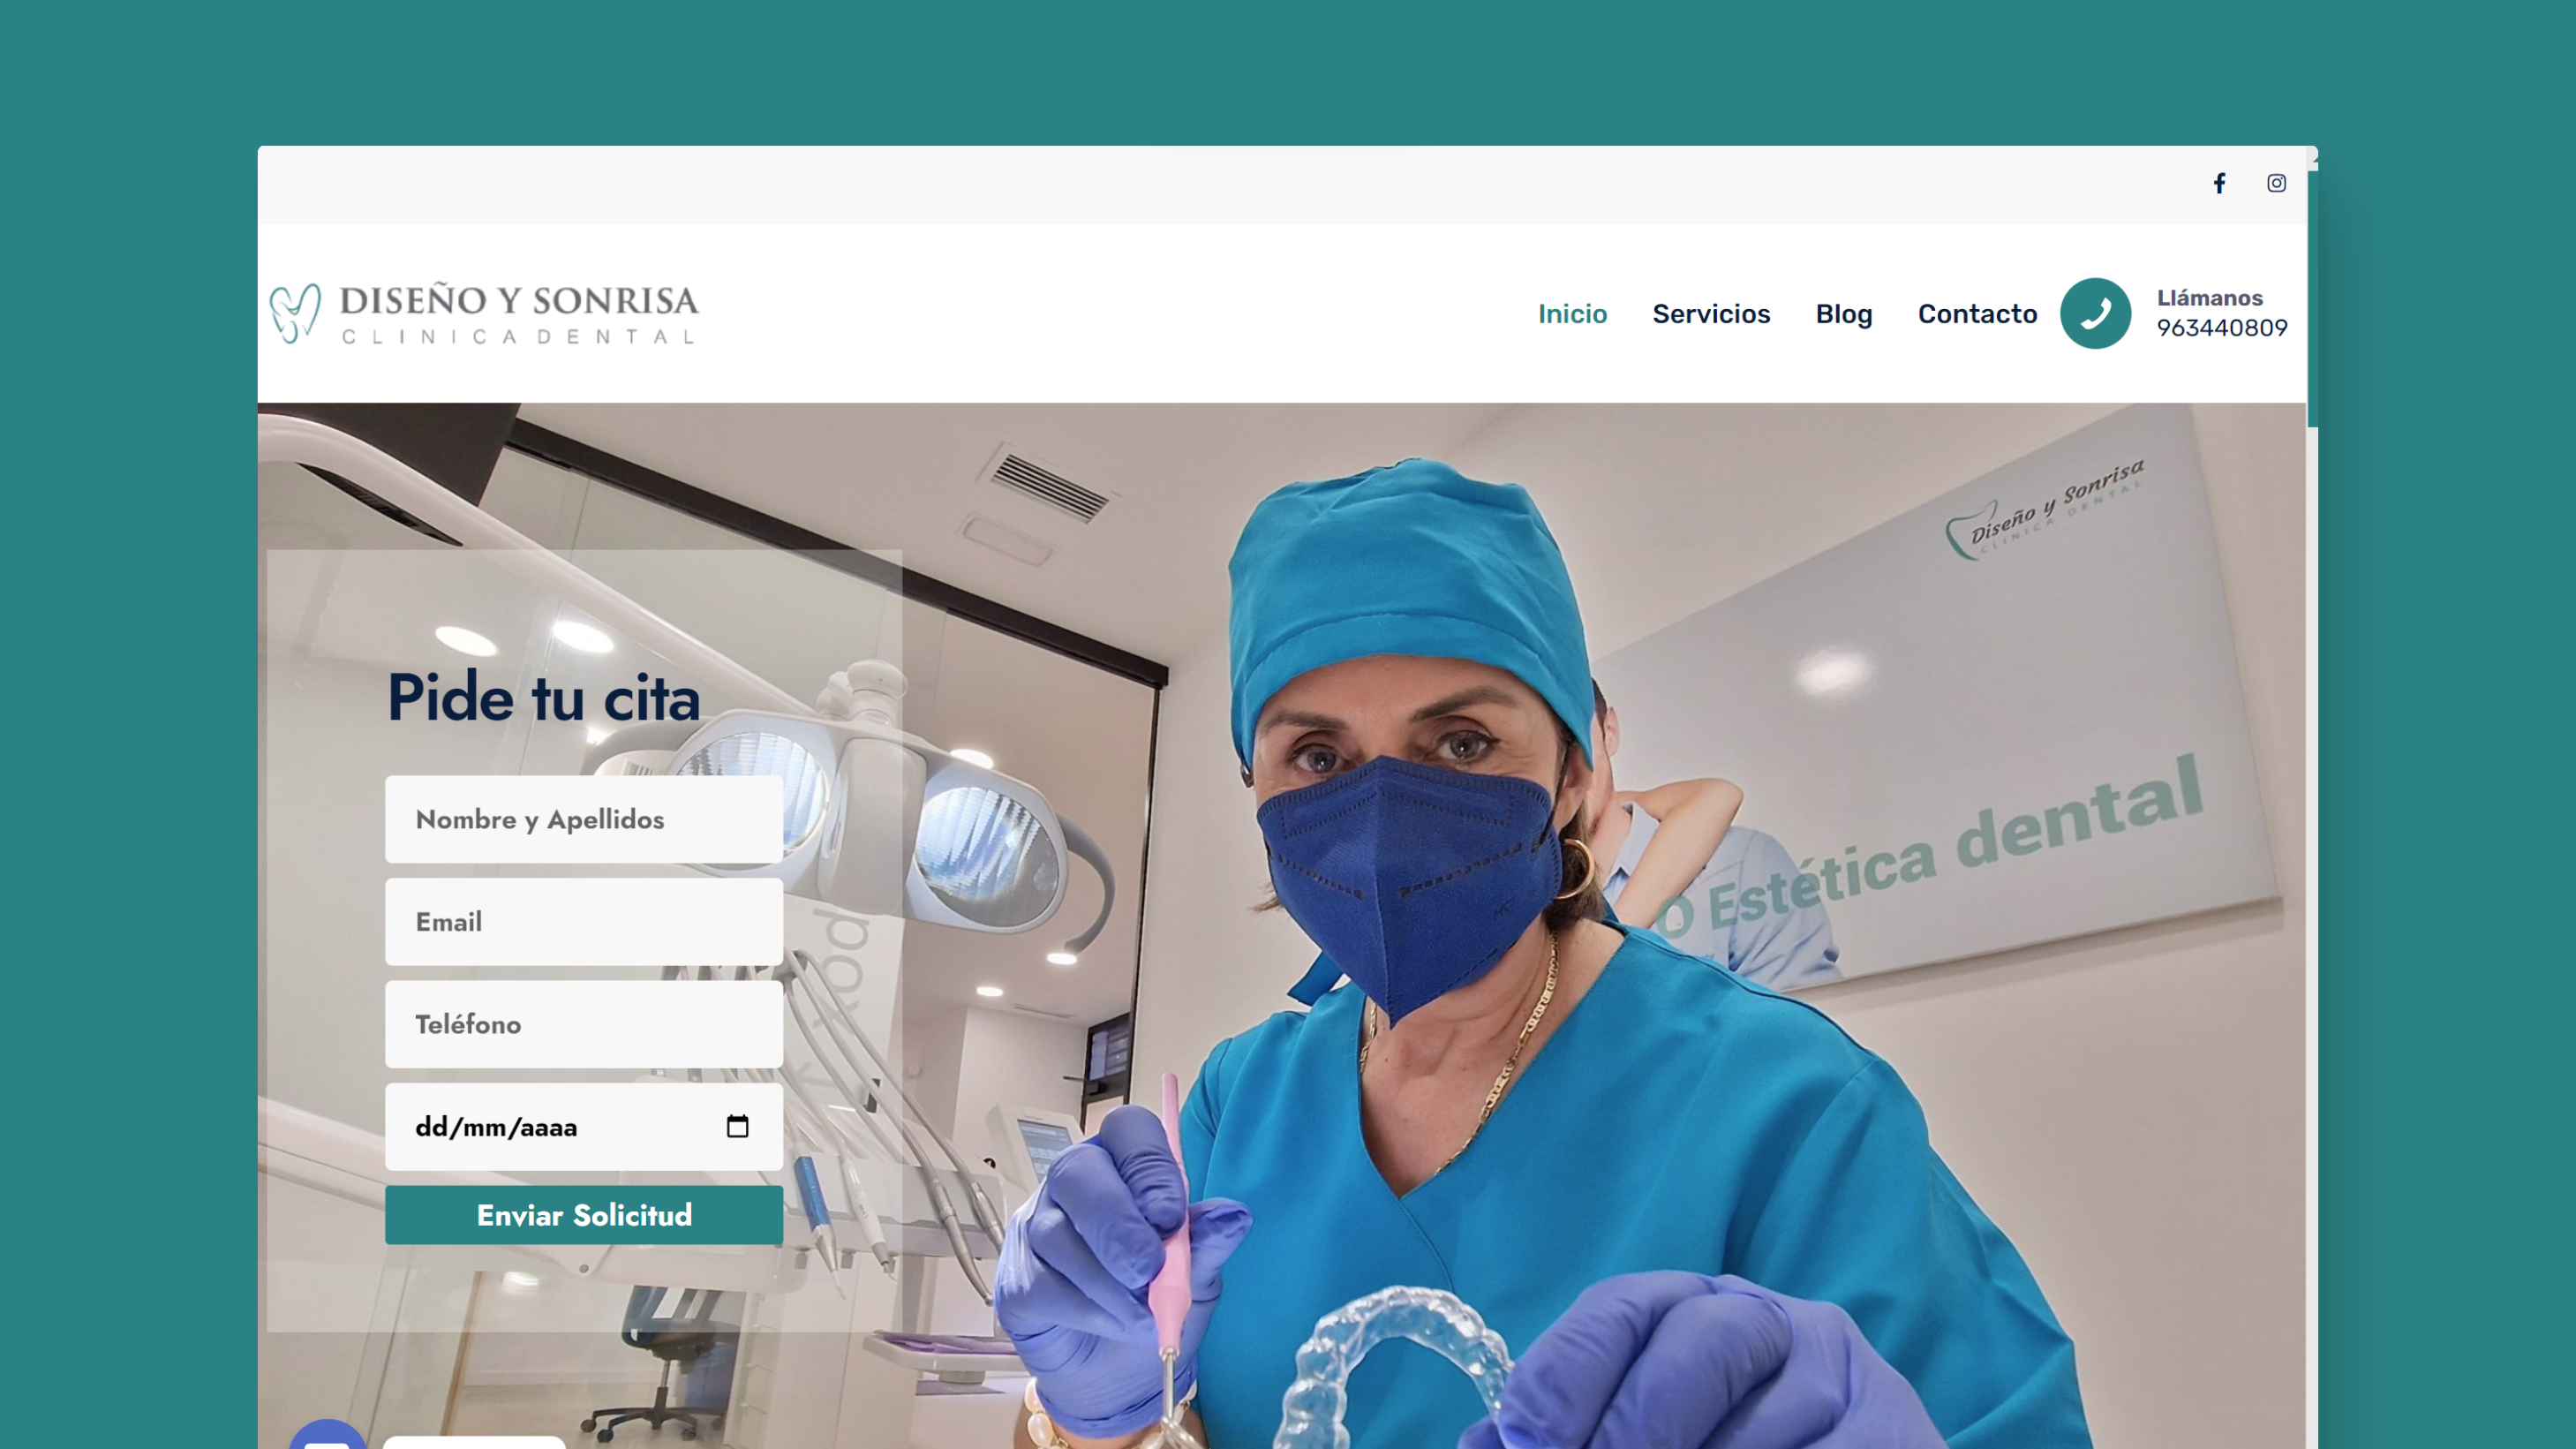 DISEÑO Y SONRISA
CLINICA DENTAL
Inicio
Servicios
Blog
Contacto
Llámanos
963440809
Diseño y Sonrisa
CLINICA DENTAL
O Estética dental
Pide tu cita
Nombre y Apellidos
Email
Teléfono
dd/mm/aaaa
Enviar Solicitud